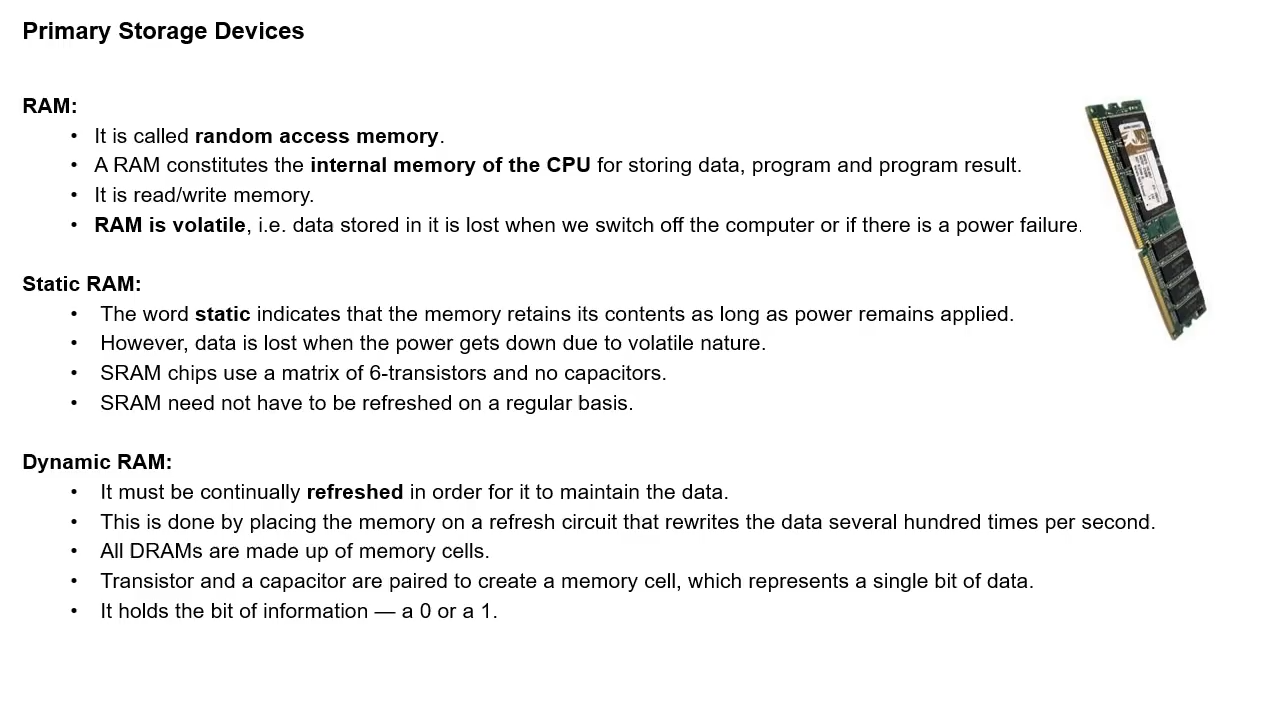 Primary Storage Devices
RAM:
• It is called random access memory.
• A RAM constitutes the internal memory of the CPU for storing data, program and program result.
• It is read/write memory.
• RAM is volatile, i.e. data stored in it is lost when we switch off the computer or if there is a power failure.
Static RAM:
• The word static indicates that the memory retains its contents as long as power remains applied.
• However, data is lost when the power gets down due to volatile nature.
• SRAM chips use a matrix of 6-transistors and no capacitors.
• SRAM need not have to be refreshed on a regular basis.
Dynamic RAM:
• It must be continually refreshed in order for it to maintain the data.
• This is done by placing the memory on a refresh circuit that rewrites the data several hundred times per second.
• All DRAMs are made up of memory cells.
• Transistor and a capacitor are paired to create a memory cell, which represents a single bit of data.
• It holds the bit of information — a 0 or a 1.